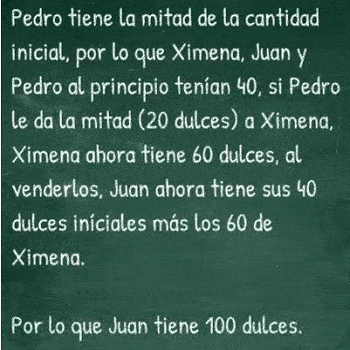 Pedro tiene la mitad de la cantidad
inicial, por lo que Ximena, Juan y
Pedro al principio tenían 40, si Pedro
le da la mitad (20 dulces) a Ximena,
Ximena ahora tiene 60 dulces, al
venderlos, Juan ahora tiene sus 40
dulces iníciales más los 60 de
Ximena.

Por lo que Juan tiene 100 dulces.